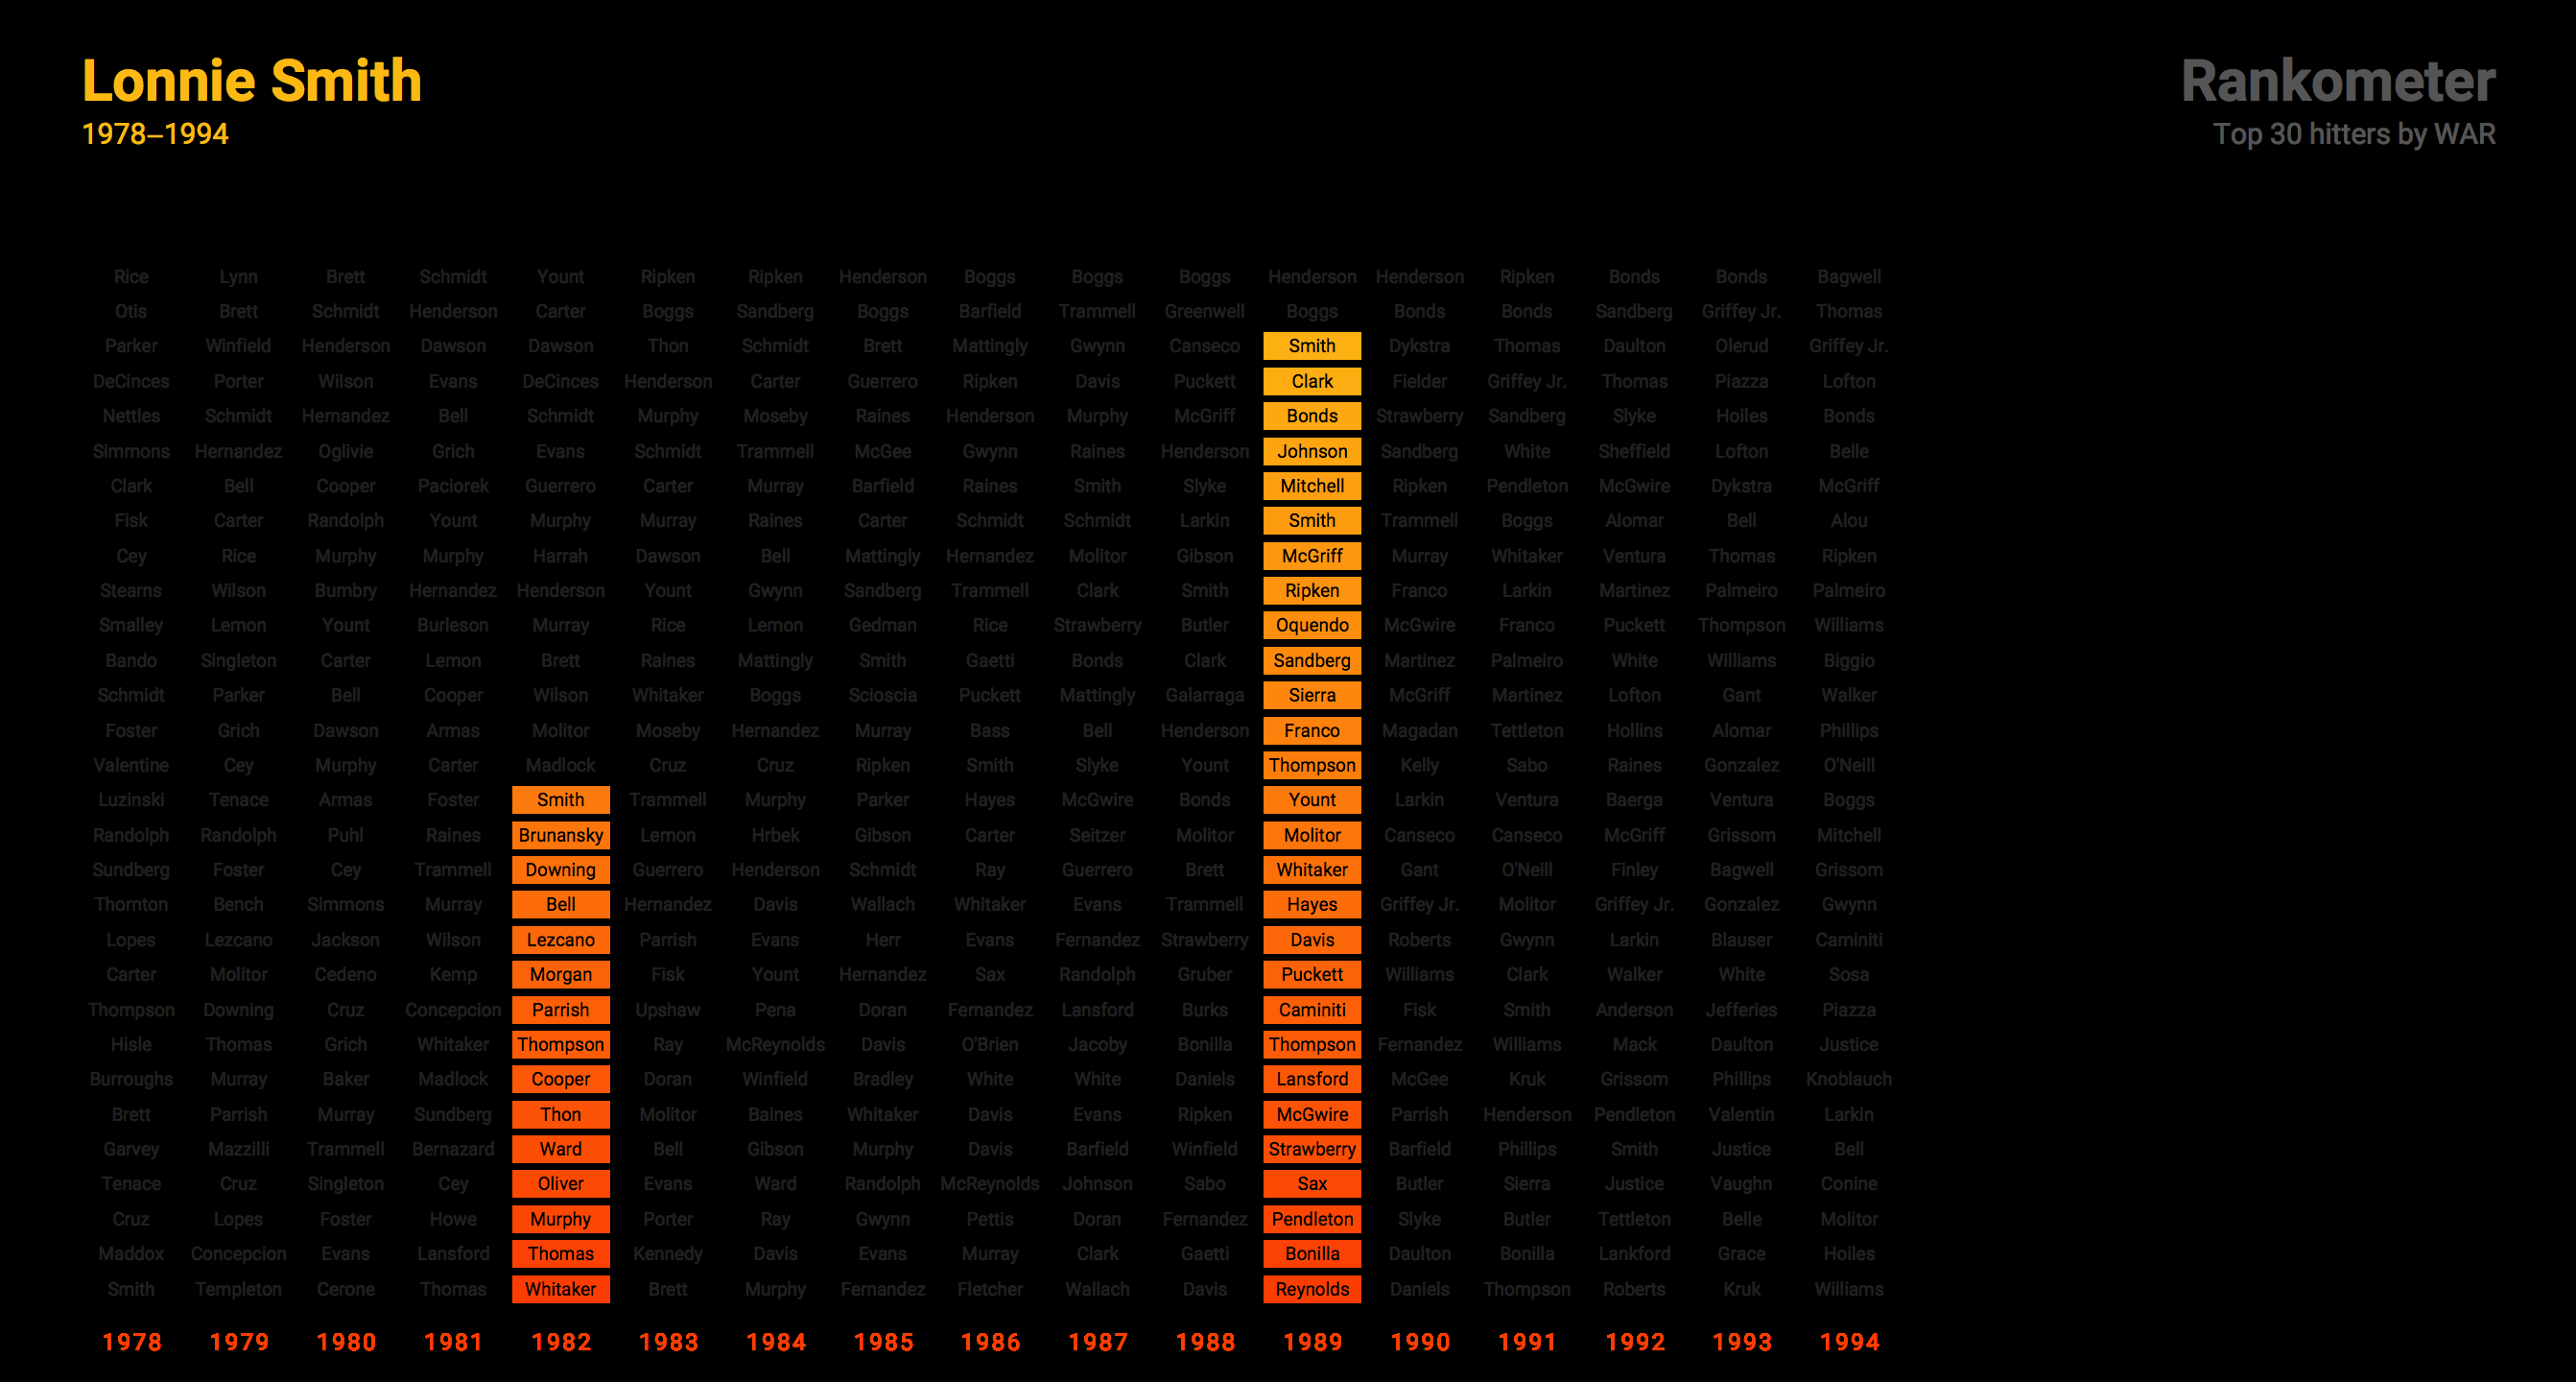 Lonnie Smith
1978–1994
Rankometer
Top 30 hitters by WAR
Rice Lynn Brett Schmidt Yount Ripken Ripken Henderson Boggs Boggs Boggs Henderson Henderson Ripken Bonds Bonds Bagwell
Otis Brett Schmidt Henderson Carter Boggs Sandberg Boggs Barfield Trammell Greenwell Boggs Bonds Bonds Sandberg Griffey Jr. Thomas
Parker Winfield Henderson Dawson Dawson Thon Schmidt Brett Mattingly Gwynn Canseco Smith Dykstra Thomas Daulton Olerud Griffey Jr.
DeCinces Porter Wilson Evans DeCinces Henderson Carter Guerrero Ripken Davis Puckett Clark Fielder Griffey Jr. Thomas Piazza Lofton
Nettles Schmidt Hernandez Bell Schmidt Murphy Moseby Raines Henderson Murphy McGriff Bonds Strawberry Sandberg Slyke Hoiles Bonds
Simmons Hernandez Oglivie Grich Evans Schmidt Trammell McGee Gwynn Raines Henderson Johnson Sandberg White Sheffield Lofton Belle
Clark Bell Cooper Paciorek Guerrero Carter Murray Barfield Raines Smith Slyke Mitchell Ripken Pendleton McGwire Dykstra McGriff
Fisk Carter Randolph Yount Murphy Murray Raines Carter Schmidt Schmidt Larkin Smith Trammell Boggs Alomar Bell Alou
Cey Rice Murphy Murphy Harrah Dawson Bell Mattingly Hernandez Molitor Gibson McGriff Murray Whitaker Ventura Thomas Ripken
Stearns Wilson Bumbry Hernandez Henderson Yount Gwynn Sandberg Trammell Clark Smith Ripken Franco Larkin Martinez Palmeiro Palmeiro
Smalley Lemon Yount Burleson Murray Rice Lemon Gedman Rice Strawberry Butler Oquendo McGwire Franco Puckett Thompson Williams
Bando Singleton Carter Lemon Brett Raines Mattingly Smith Gaetti Bonds Clark Sandberg Martinez Palmeiro White Williams Biggio
Schmidt Parker Bell Cooper Wilson Whitaker Boggs Scioscia Puckett Mattingly Galarraga Sierra McGriff Martinez Lofton Gant Walker
Foster Grich Dawson Armas Molitor Moseby Hernandez Murray Bass Bell Henderson Franco Magadan Tettleton Hollins Alomar Phillips
Valentine Cey Murphy Carter Madlock Cruz Cruz Ripken Smith Slyke Yount Thompson Kelly Sabo Raines Gonzalez O'Neill
Luzinski Tenace Armas Foster Smith Trammell Murphy Parker Hayes McGwire Bonds Yount Larkin Ventura Baerga Ventura Boggs
Randolph Randolph Puhl Raines Brunansky Lemon Hrbek Gibson Carter Seitzer Molitor Molitor Canseco Canseco McGriff Grissom Mitchell
Sundberg Foster Cey Trammell Downing Guerrero Henderson Schmidt Ray Guerrero Brett Whitaker Gant O'Neill Finley Bagwell Grissom
Thornton Bench Simmons Murray Bell Hernandez Davis Wallach Whitaker Evans Trammell Hayes Griffey Jr. Molitor Griffey Jr. Gonzalez Gwynn
Lopes Lezcano Jackson Wilson Lezcano Parrish Evans Herr Evans Fernandez Strawberry Davis Roberts Gwynn Larkin Blauser Caminiti
Carter Molitor Cedeno Kemp Morgan Fisk Yount Hernandez Sax Randolph Gruber Puckett Williams Clark Walker White Sosa
Thompson Downing Cruz Concepcion Parrish Upshaw Pena Doran Fernandez Lansford Burks Caminiti Fisk Smith Anderson Jefferies Piazza
Hisle Thomas Grich Whitaker Thompson Ray McReynolds Davis O'Brien Jacoby Bonilla Thompson Fernandez Williams Mack Daulton Justice
Burroughs Murray Baker Madlock Cooper Doran Winfield Bradley White White Daniels Lansford McGee Kruk Grissom Phillips Knoblauch
Brett Parrish Murray Sundberg Thon Molitor Baines Whitaker Davis Evans Ripken McGwire Parrish Henderson Pendleton Valentin Larkin
Garvey Mazzilli Trammell Bernazard Ward Bell Gibson Murphy Davis Barfield Winfield Strawberry Barfield Phillips Smith Justice Bell
Tenace Cruz Singleton Cey Oliver Evans Ward Randolph McReynolds Johnson Sabo Sax Butler Sierra Justice Vaughn Conine
Cruz Lopes Foster Howe Murphy Porter Ray Gwynn Pettis Doran Fernandez Pendleton Slyke Butler Tettleton Belle Molitor
Maddox Concepcion Evans Lansford Thomas Kennedy Davis Evans Murray Clark Gaetti Bonilla Daulton Bonilla Lankford Grace Hoiles
Smith Templeton Cerone Thomas Whitaker Brett Murphy Fernandez Fletcher Wallach Davis Reynolds Daniels Thompson Roberts Kruk Williams
1978 1979 1980 1981 1982 1983 1984 1985 1986 1987 1988 1989 1990 1991 1992 1993 1994